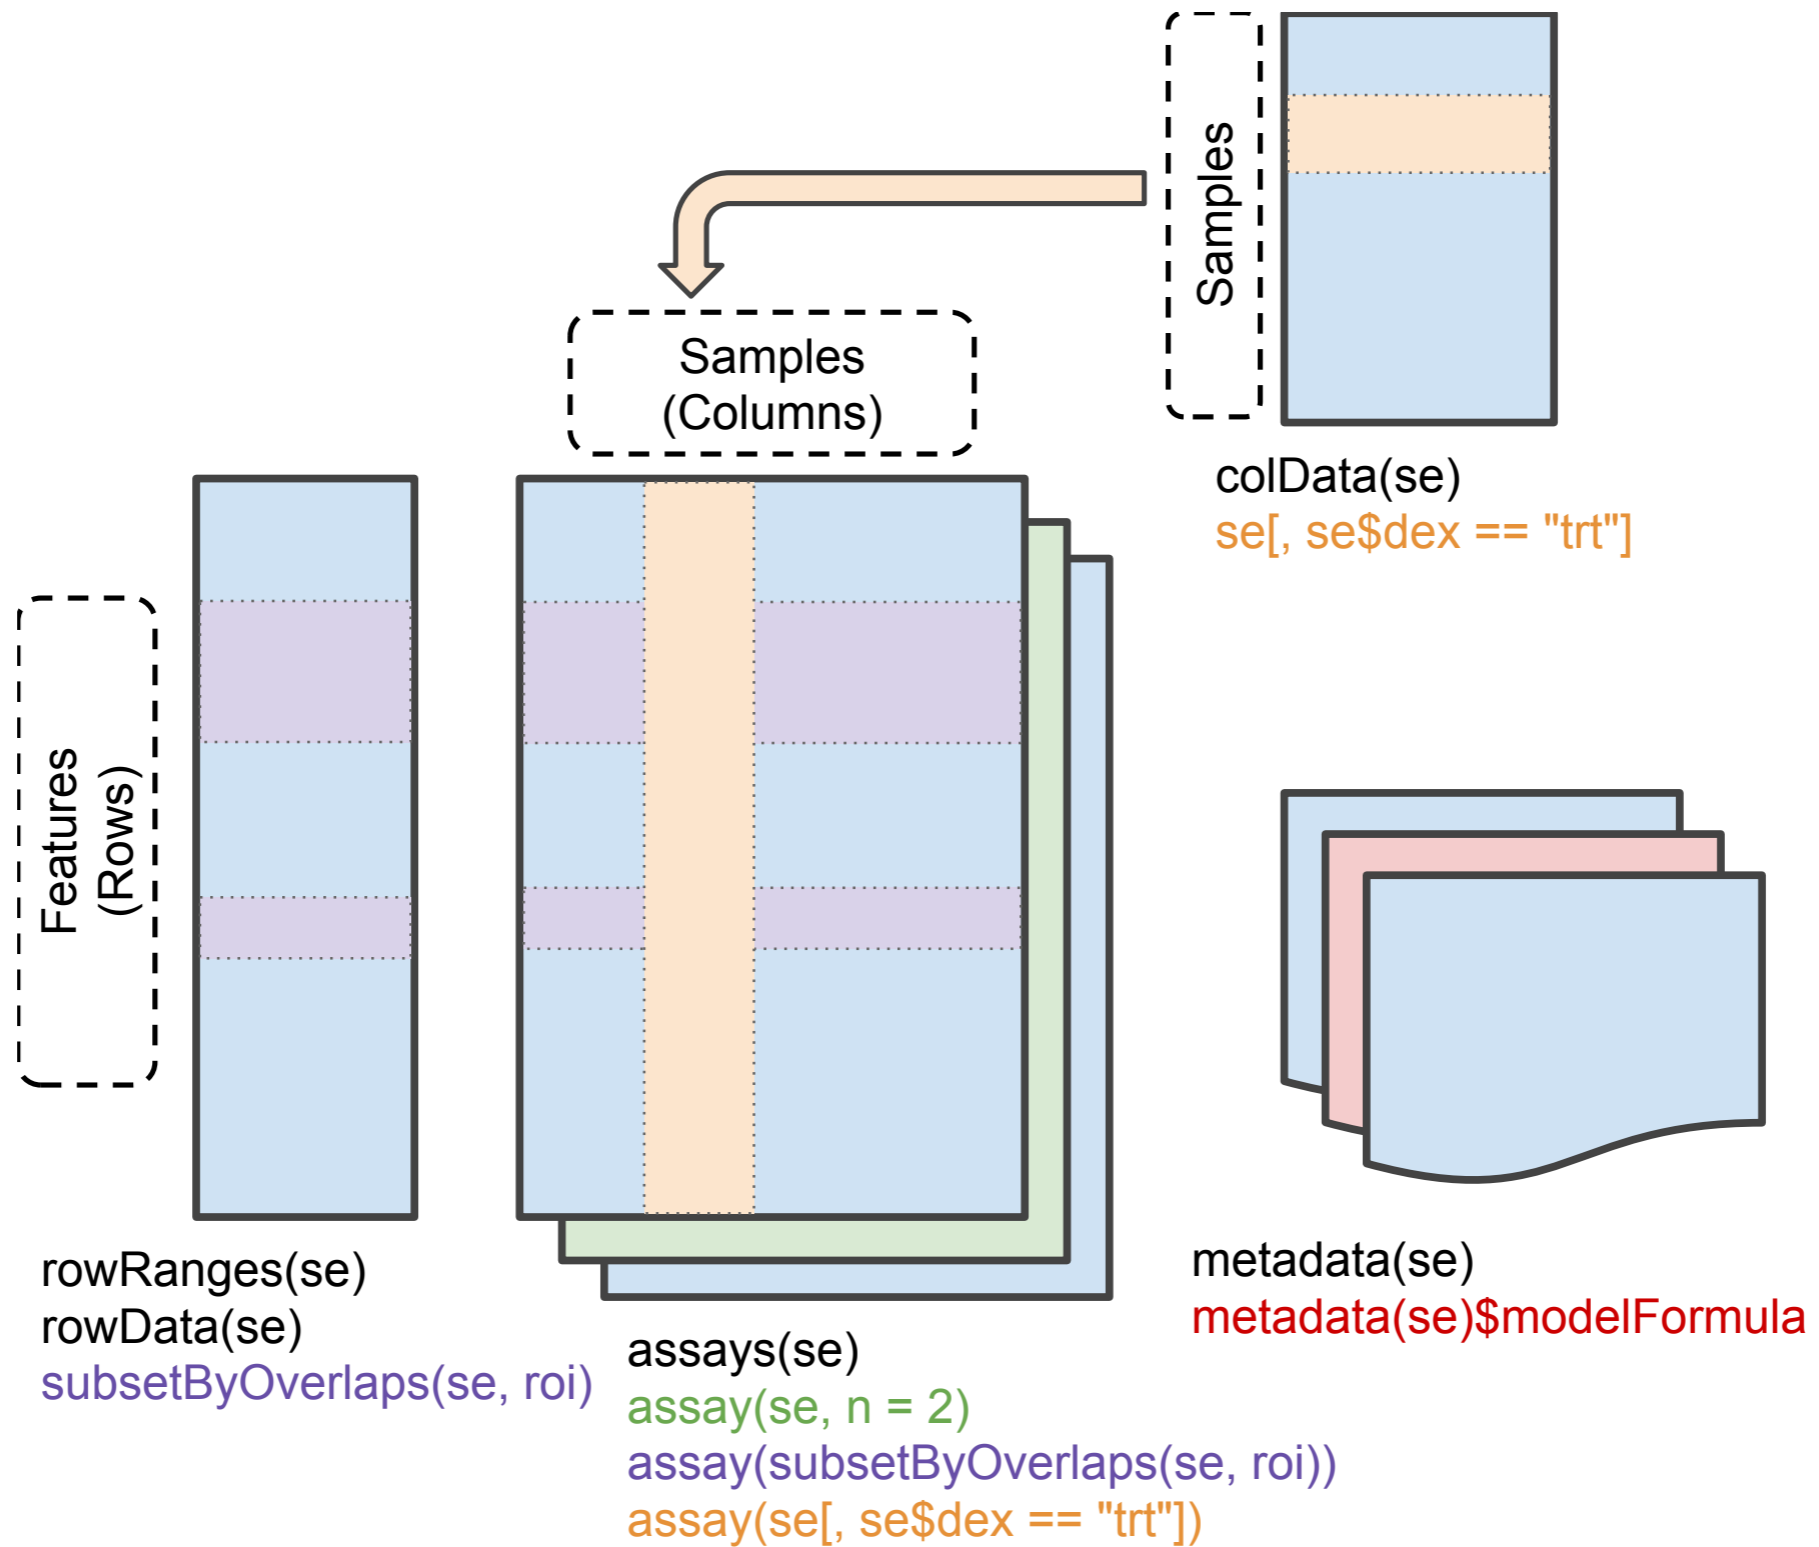 Samples
colData(se)
se[, se$dex == "trt"]
Samples
(Columns)
Features
(Rows)
rowRanges(se)
rowData(se)
subsetByOverlaps(se, roi)
assays(se)
assay(se, n = 2)
assay(subsetByOverlaps(se, roi))
assay(se[, se$dex == "trt"])
metadata(se)
metadata(se)$modelFormula